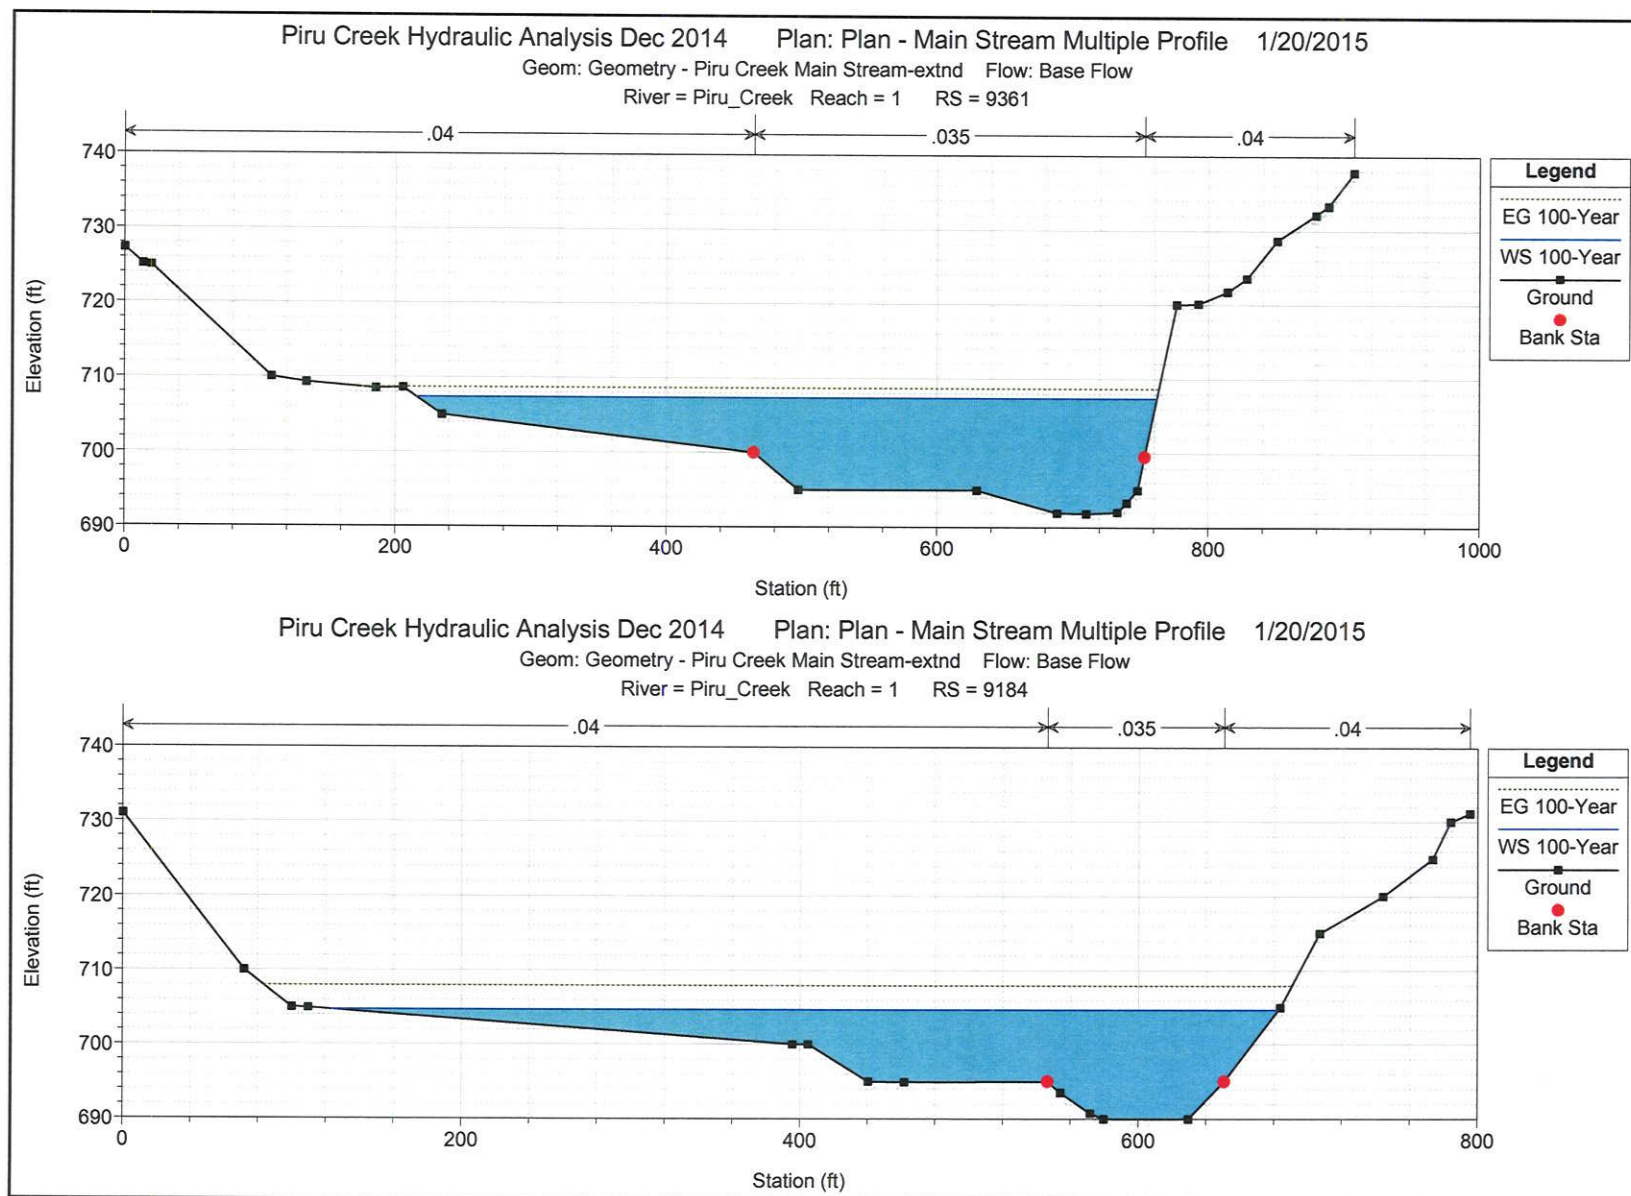 Piru Creek Hydraulic Analysis Dec 2014 Plan: Plan - Main Stream Multiple Profile 1/20/2015
Geom: Geometry - Piru Creek Main Stream-extnd Flow: Base Flow
River = Piru_Creek Reach = 1 RS = 9361
.04 .035 .04
740
730
720
710
700
690
Elevation (ft)
0 200 400 600 800 1000
Station (ft)
Legend
EG 100-Year
WS 100-Year
Ground
Bank Sta
Piru Creek Hydraulic Analysis Dec 2014 Plan: Plan - Main Stream Multiple Profile 1/20/2015
Geom: Geometry - Piru Creek Main Stream-extnd Flow: Base Flow
River = Piru_Creek Reach = 1 RS = 9184
.04 .035 .04
740
730
720
710
700
690
Elevation (ft)
0 200 400 600 800
Station (ft)
Legend
EG 100-Year
WS 100-Year
Ground
Bank Sta